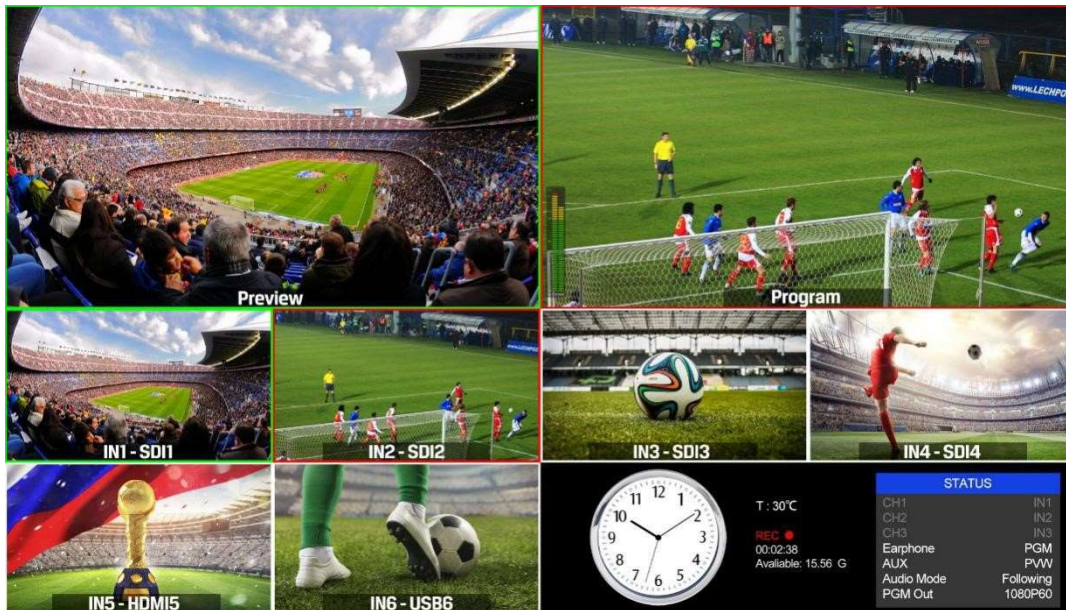 www.LECHPO
Preview
Program
IN1 - SDI1
IN2 - SDI2
IN3 - SDI3
IN4 - SDI4
IN5 - HDMI5
IN6 - USB6
12
1
2
3
4
5
6
7
8
9
10
11
T : 30℃
REC
00:02:38
Avaliable: 15.56 G
STATUS
CH1 IN1
CH2 IN2
CH3 IN3
Earphone PGM
AUX PVW
Audio Mode Following
PGM Out 1080P60